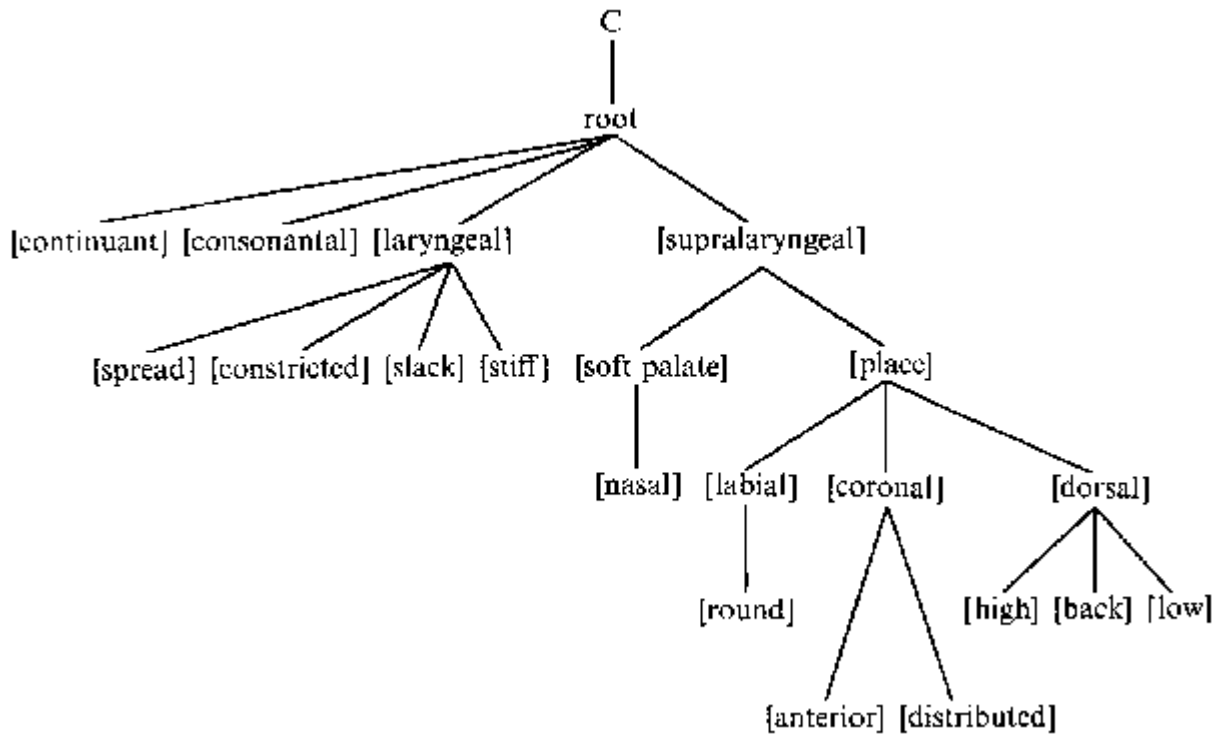 C
root
[continuant] [consonantal] [laryngeal] [supralaryngeal]
[spread] [constricted] [slack] [stiff] [soft palate] [place]
[nasal] [labial] [coronal] [dorsal]
[round] [high] [back] [low]
[anterior] [distributed]